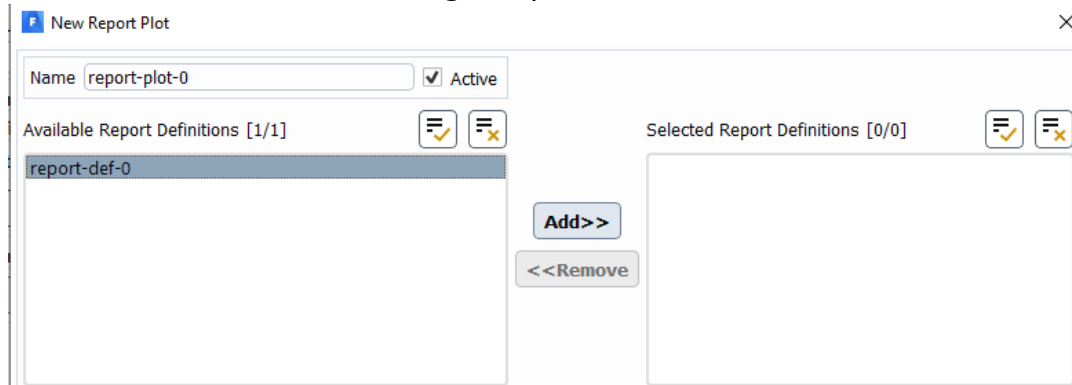 New Report Plot
Name report-plot-0 Active
Available Report Definitions [1/1]
Selected Report Definitions [0/0]
report-def-0
Add>>
<<Remove